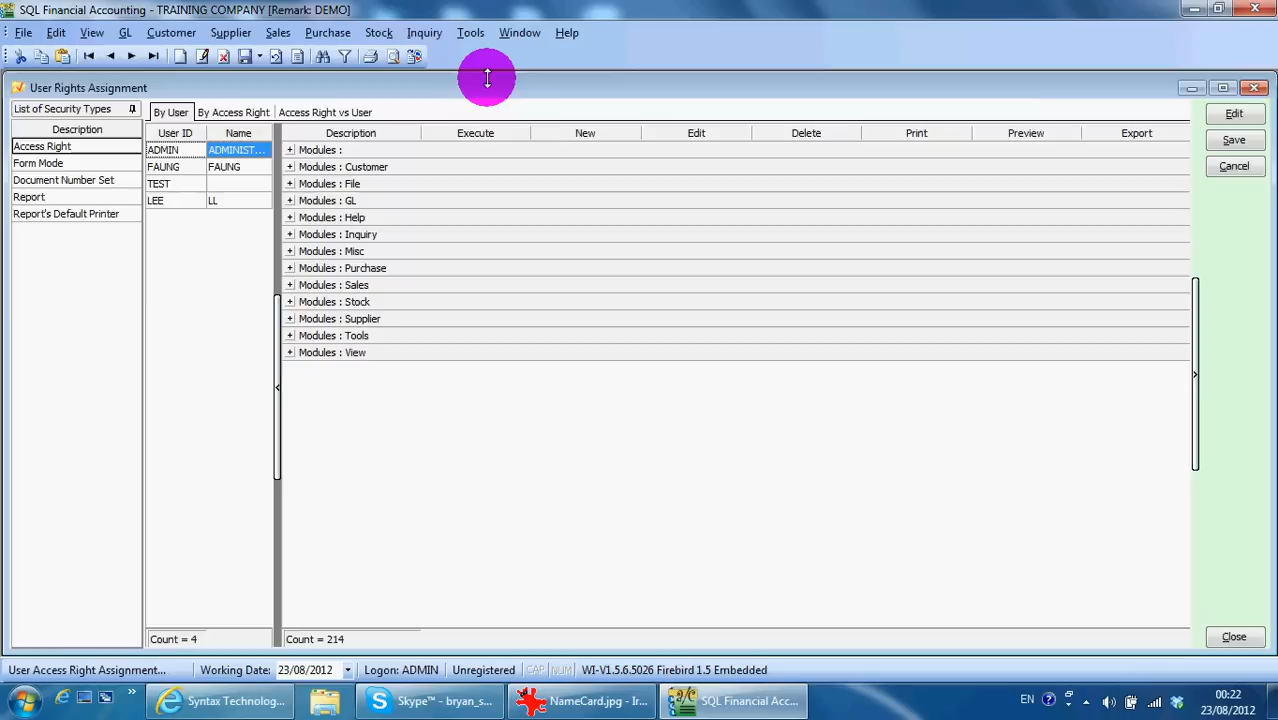 SQL Financial Accounting - TRAINING COMPANY [Remark: DEMO]
File Edit View GL Customer Supplier Sales Purchase Stock Inquiry Tools Window Help
User Rights Assignment
List of Security Types
Description
Access Right
Form Mode
Document Number Set
Report
Report's Default Printer
By User By Access Right Access Right vs User
User ID Name
ADMIN ADMINIST...
FAUNG FAUNG
TEST
LEE LL
Count = 4
Description Execute New Edit Delete Print Preview Export
Modules :
Modules : Customer
Modules : File
Modules : GL
Modules : Help
Modules : Inquiry
Modules : Misc
Modules : Purchase
Modules : Sales
Modules : Stock
Modules : Supplier
Modules : Tools
Modules : View
Count = 214
Edit
Save
Cancel
Close
User Access Right Assignment... Working Date: 23/08/2012 Logon: ADMIN Unregistered CAP NUM WI-V1.5.6.5026 Firebird 1.5 Embedded
Syntax Technolog... Skype™ - bryan_s... NameCard.jpg - Ir... SQL Financial Acc... EN 00:22
23/08/2012